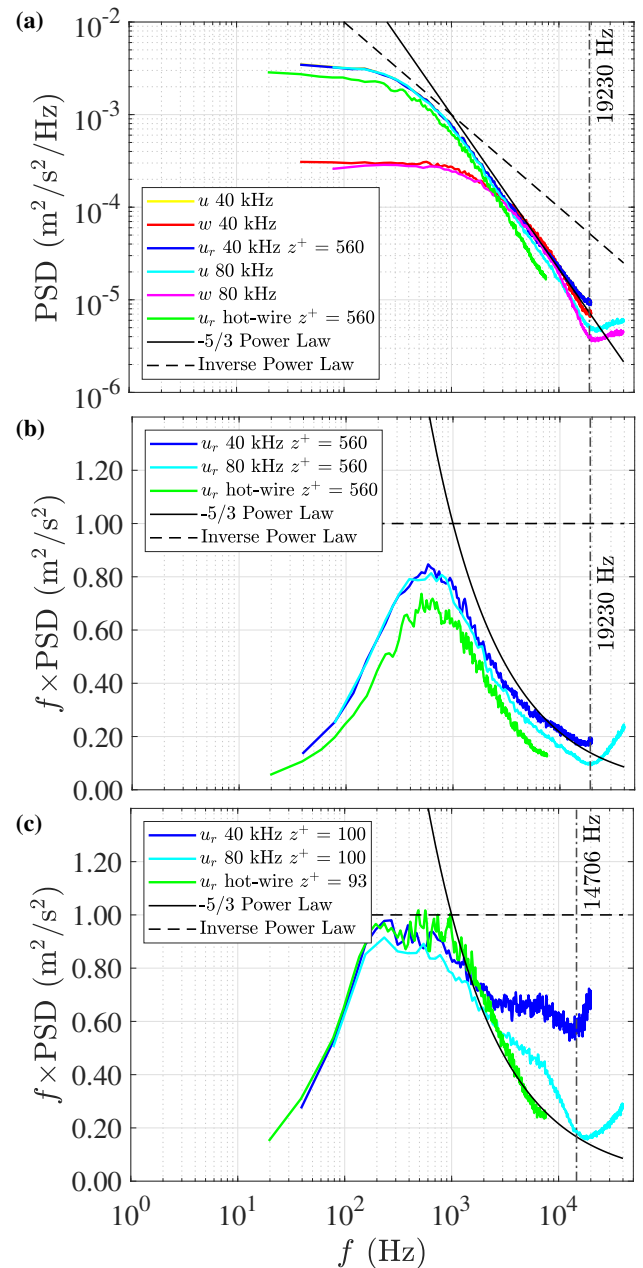 (a)
10^{-2}
10^{-3}
10^{-4}
10^{-5}
10^{-6}
PSD (m^2/s^2/Hz)
19230 Hz
u 40 kHz
w 40 kHz
u_r 40 kHz z^+ = 560
u 80 kHz
w 80 kHz
u_r hot-wire z^+ = 560
-5/3 Power Law
Inverse Power Law
(b)
1.20
1.00
0.80
0.60
0.40
0.20
0.00
f×PSD (m^2/s^2)
19230 Hz
u_r 40 kHz z^+ = 560
u_r 80 kHz z^+ = 560
u_r hot-wire z^+ = 560
-5/3 Power Law
Inverse Power Law
(c)
1.20
1.00
0.80
0.60
0.40
0.20
0.00
f×PSD (m^2/s^2)
14706 Hz
u_r 40 kHz z^+ = 100
u_r 80 kHz z^+ = 100
u_r hot-wire z^+ = 93
-5/3 Power Law
Inverse Power Law
10^0 10^1 10^2 10^3 10^4
f (Hz)